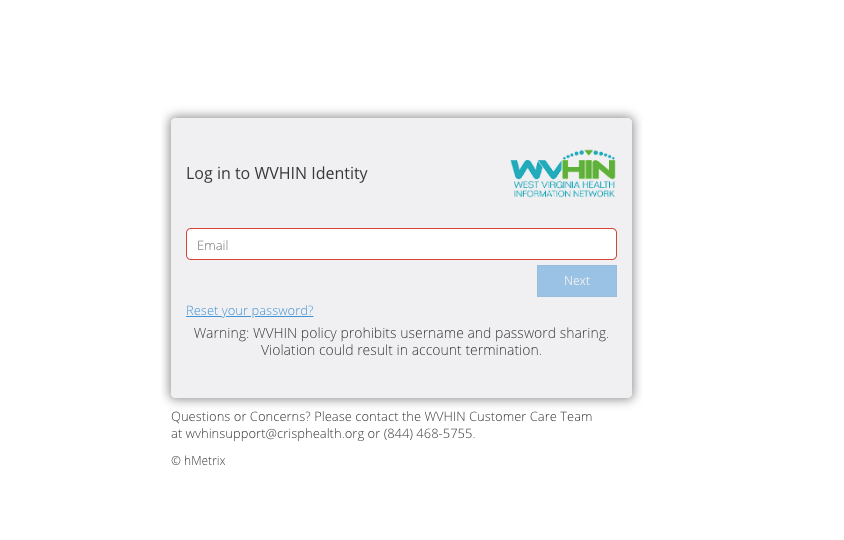 Log in to WVHIN Identity
WVHIN
WEST VIRGINIA HEALTH
INFORMATION NETWORK
Email
Next
Reset your password?
Warning: WVHIN policy prohibits username and password sharing.
Violation could result in account termination.
Questions or Concerns? Please contact the WVHIN Customer Care Team
at wvhinsupport@crisphealth.org or (844) 468-5755.
© hMetrix